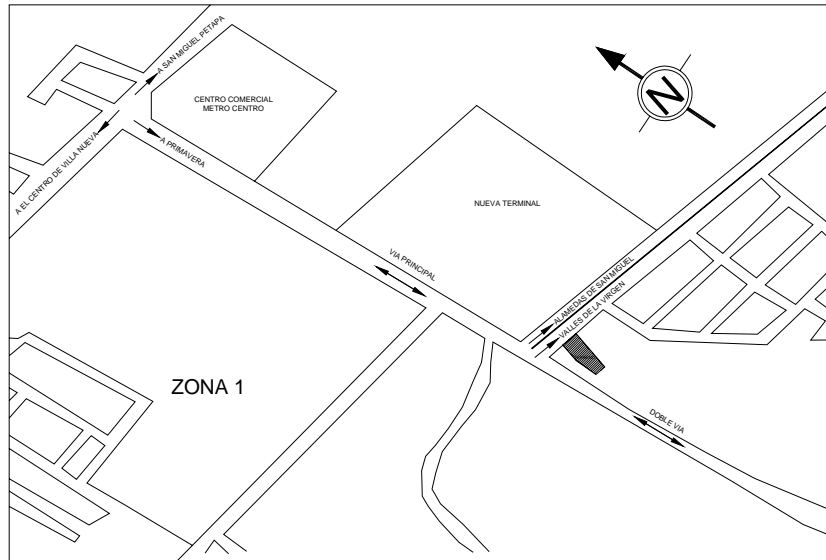 A SAN MIGUEL PETAPA
CENTRO COMERCIAL
METRO CENTRO
N
A EL CENTRO DE VILLA NUEVA
A PRIMAVERA
NUEVA TERMINAL
VIA PRINCIPAL
ALAMEDAS DE SAN MIGUEL
VALLES DE LA VIRGEN
ZONA 1
DOBLE VIA